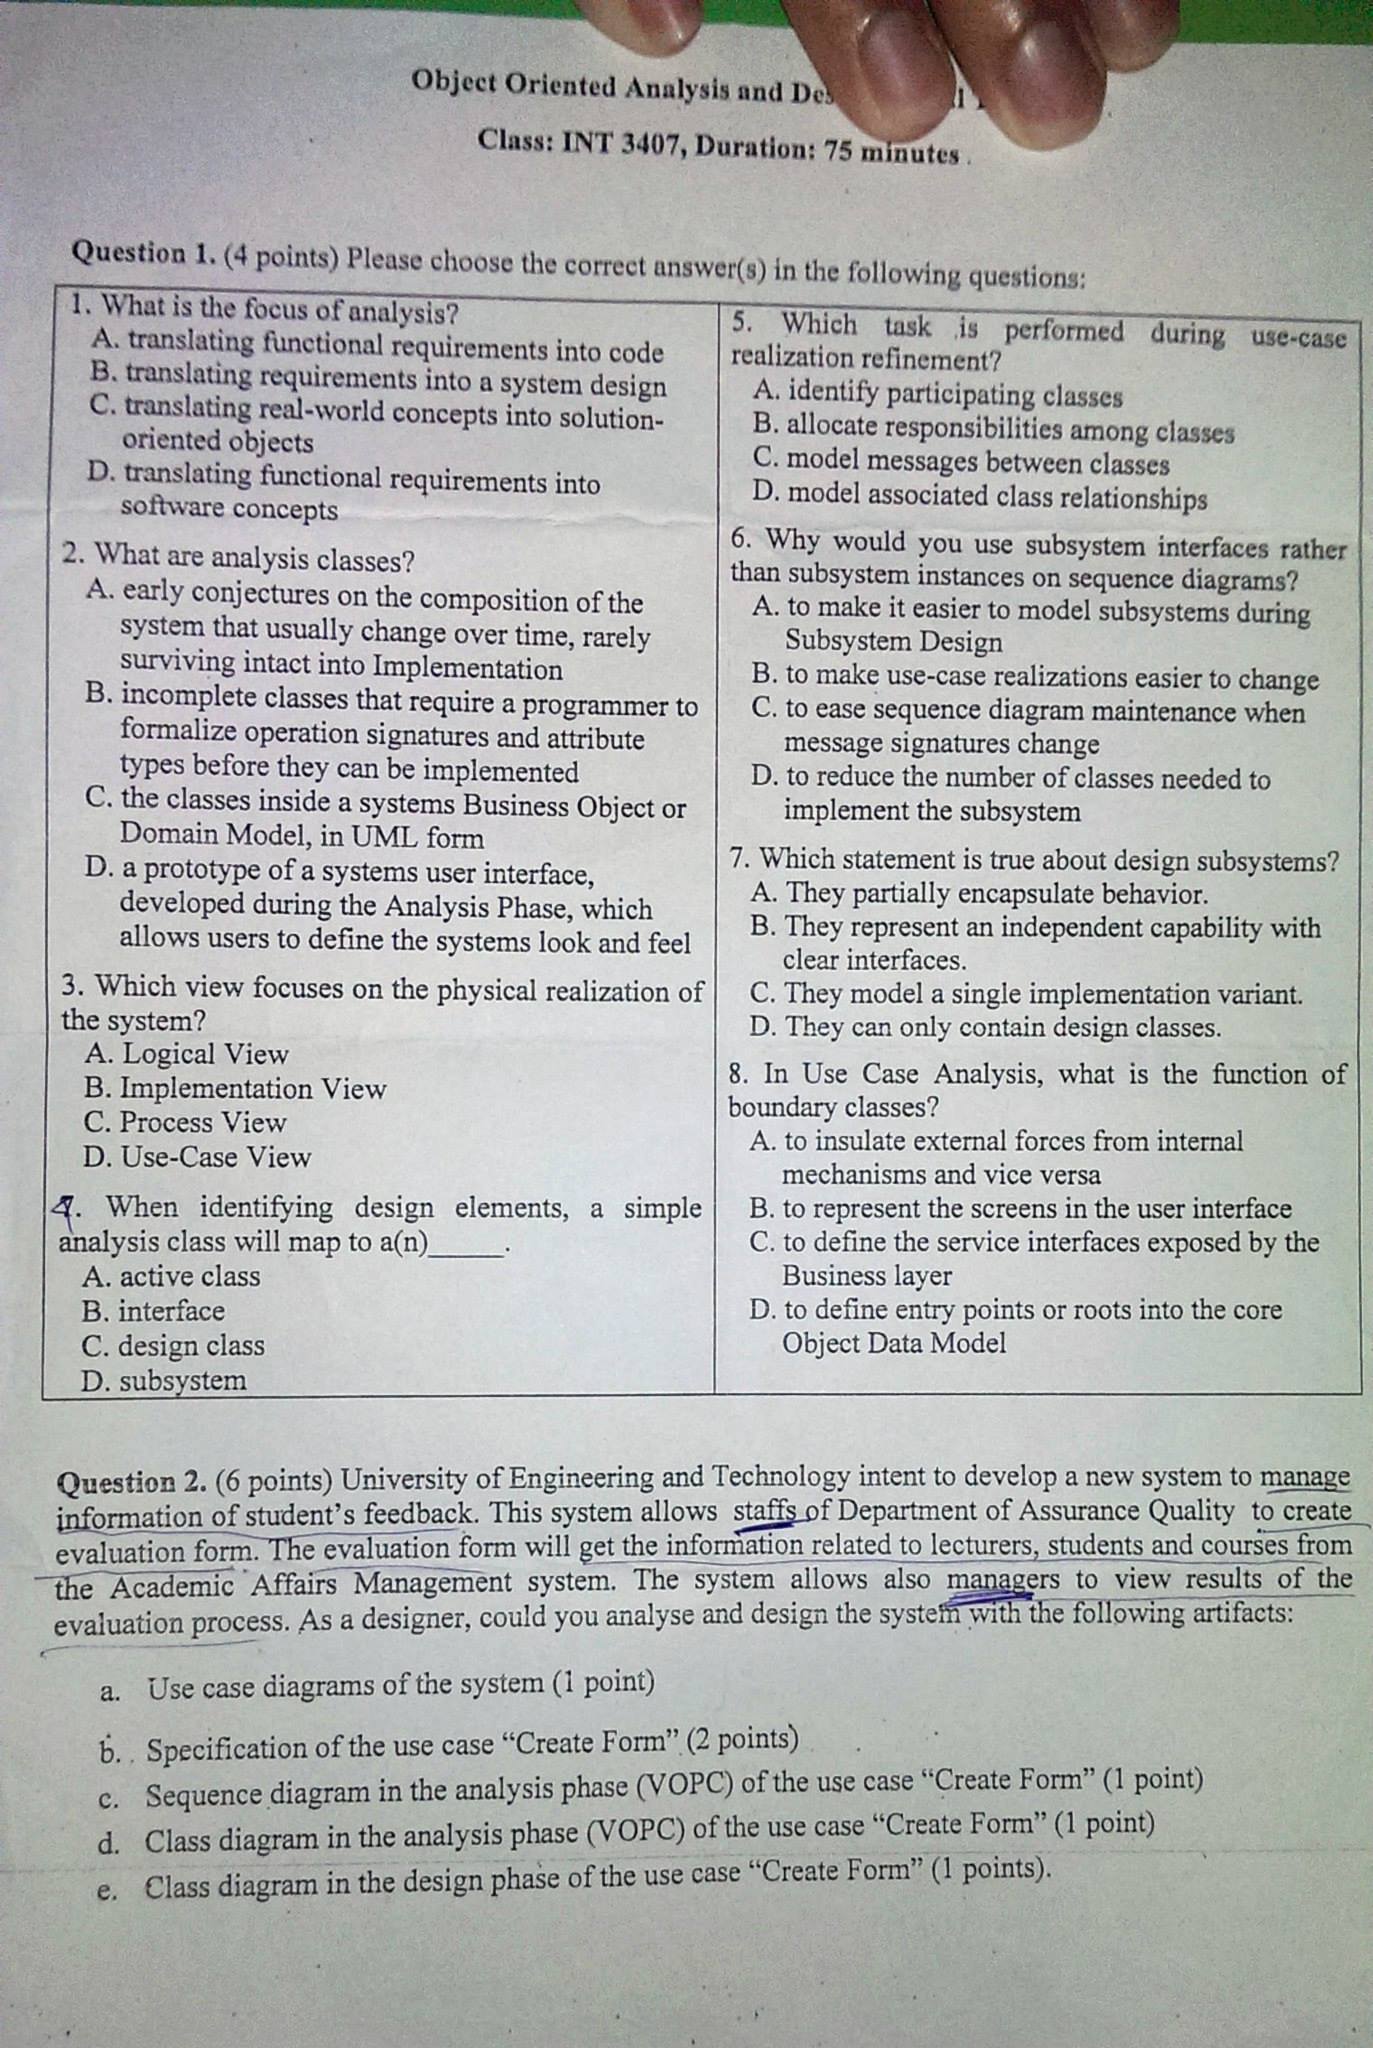 Object Oriented Analysis and Des
Class: INT 3407, Duration: 75 minutes.
Question 1. (4 points) Please choose the correct answer(s) in the following questions:
1. What is the focus of analysis?
A. translating functional requirements into code
B. translating requirements into a system design
C. translating real-world concepts into solution-
oriented objects
D. translating functional requirements into
software concepts
2. What are analysis classes?
A. early conjectures on the composition of the
system that usually change over time, rarely
surviving intact into Implementation
B. incomplete classes that require a programmer to
formalize operation signatures and attribute
types before they can be implemented
C. the classes inside a systems Business Object or
Domain Model, in UML form
D. a prototype of a systems user interface,
developed during the Analysis Phase, which
allows users to define the systems look and feel
3. Which view focuses on the physical realization of
the system?
A. Logical View
B. Implementation View
C. Process View
D. Use-Case View
4. When identifying design elements, a simple
analysis class will map to a(n)_____.
A. active class
B. interface
C. design class
D. subsystem
5. Which task is performed during use-case
realization refinement?
A. identify participating classes
B. allocate responsibilities among classes
C. model messages between classes
D. model associated class relationships
6. Why would you use subsystem interfaces rather
than subsystem instances on sequence diagrams?
A. to make it easier to model subsystems during
Subsystem Design
B. to make use-case realizations easier to change
C. to ease sequence diagram maintenance when
message signatures change
D. to reduce the number of classes needed to
implement the subsystem
7. Which statement is true about design subsystems?
A. They partially encapsulate behavior.
B. They represent an independent capability with
clear interfaces.
C. They model a single implementation variant.
D. They can only contain design classes.
8. In Use Case Analysis, what is the function of
boundary classes?
A. to insulate external forces from internal
mechanisms and vice versa
B. to represent the screens in the user interface
C. to define the service interfaces exposed by the
Business layer
D. to define entry points or roots into the core
Object Data Model
Question 2. (6 points) University of Engineering and Technology intent to develop a new system to manage
information of student's feedback. This system allows staffs of Department of Assurance Quality to create
evaluation form. The evaluation form will get the information related to lecturers, students and courses from
the Academic Affairs Management system. The system allows also managers to view results of the
evaluation process. As a designer, could you analyse and design the system with the following artifacts:
a. Use case diagrams of the system (1 point)
b. Specification of the use case “Create Form” (2 points)
c. Sequence diagram in the analysis phase (VOPC) of the use case “Create Form” (1 point)
d. Class diagram in the analysis phase (VOPC) of the use case “Create Form” (1 point)
e. Class diagram in the design phase of the use case “Create Form” (1 points).